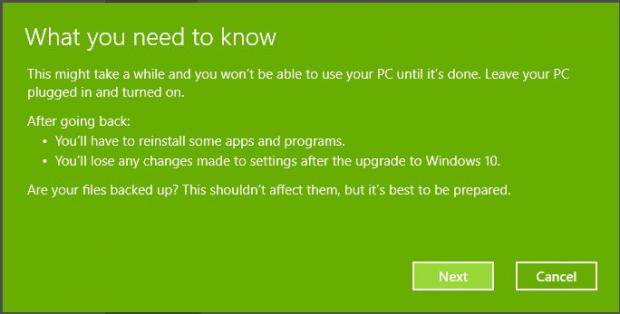 What you need to know
This might take a while and you won't be able to use your PC until it's done. Leave your PC
plugged in and turned on.
After going back:
• You'll have to reinstall some apps and programs.
• You'll lose any changes made to settings after the upgrade to Windows 10.
Are your files backed up? This shouldn't affect them, but it's best to be prepared.
Next Cancel